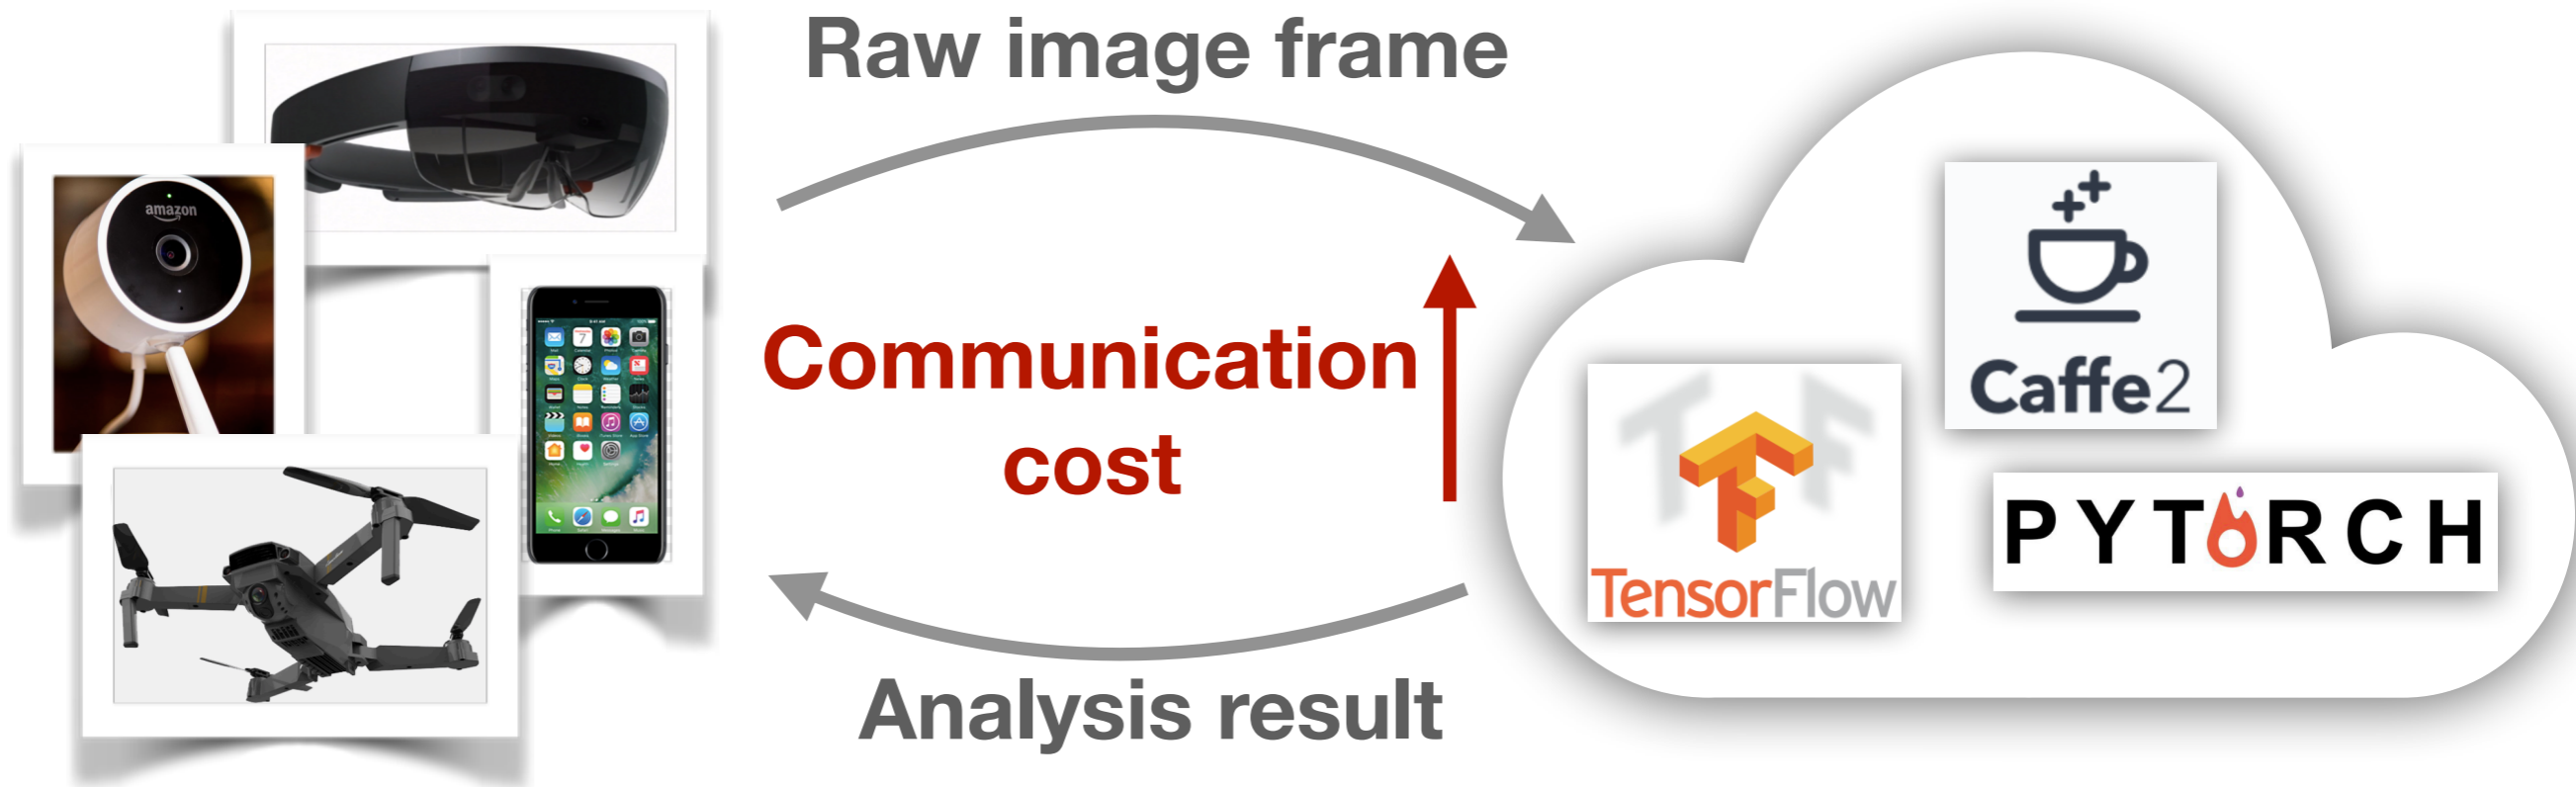 Raw image frame
amazon
Communication
cost
Caffe2
TensorFlow
PYTORCH
Analysis result